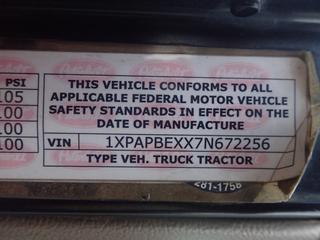 PSI
THIS VEHICLE CONFORMS TO ALL
105 APPLICABLE FEDERAL MOTOR VEHICLE
100 SAFETY STANDARDS IN EFFECT ON THE
100 DATE OF MANUFACTURE
100 VIN 1XPAPBEXX7N672256
TYPE VEH. TRUCK TRACTOR
281-1756